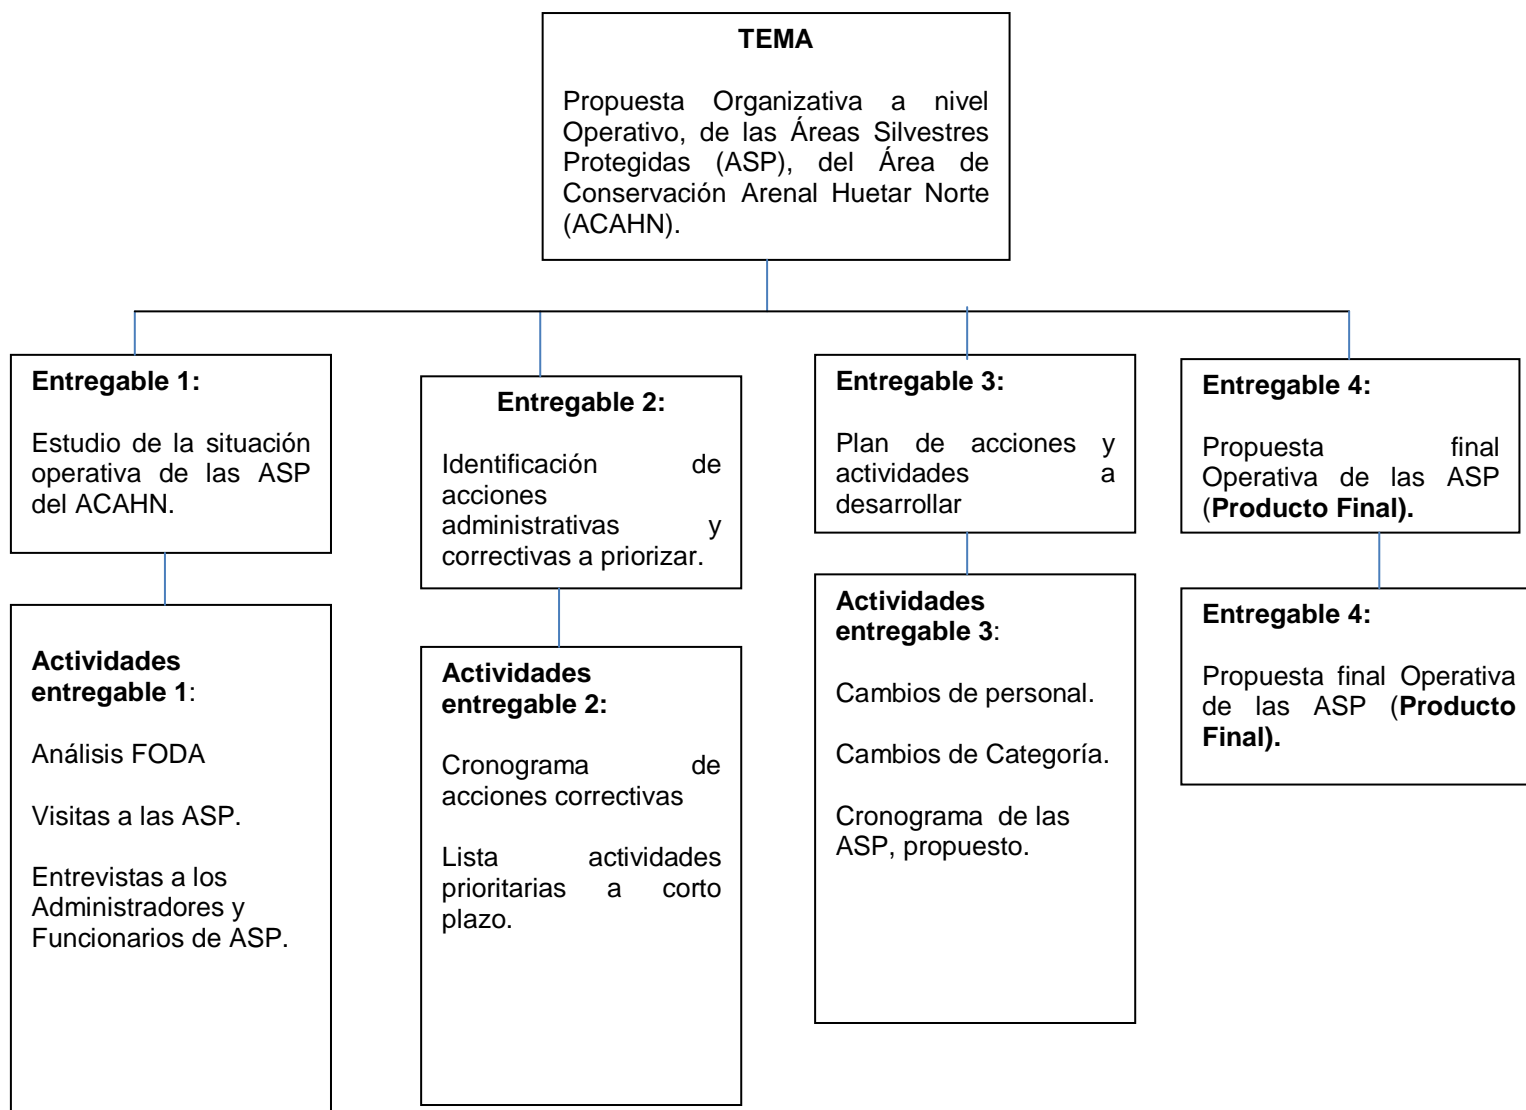 TEMA
Propuesta Organizativa a nivel
Operativo, de las Áreas Silvestres
Protegidas (ASP), del Área de
Conservación Arenal Huetar Norte
(ACAHN).
Entregable 1:
Estudio de la situación
operativa de las ASP
del ACAHN.
Entregable 2:
Identificación de
acciones
administrativas y
correctivas a priorizar.
Entregable 3:
Plan de acciones y
actividades a
desarrollar
Entregable 4:
Propuesta final
Operativa de las ASP
(Producto Final).
Actividades
entregable 1:
Análisis FODA
Visitas a las ASP.
Entrevistas a los
Administradores y
Funcionarios de ASP.
Actividades
entregable 2:
Cronograma de
acciones correctivas
Lista actividades
prioritarias a corto
plazo.
Actividades
entregable 3:
Cambios de personal.
Cambios de Categoría.
Cronograma de las
ASP, propuesto.
Entregable 4:
Propuesta final Operativa
de las ASP (Producto
Final).